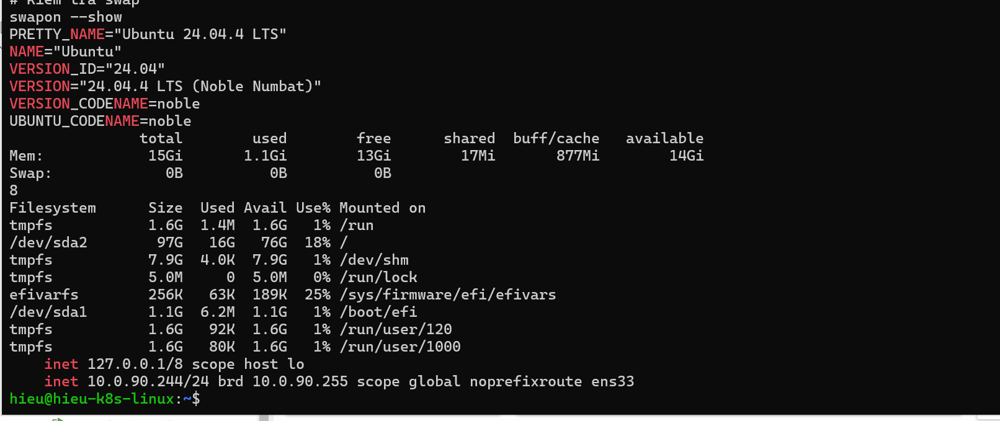 # Kiem tra swap
swapon --show
PRETTY_NAME="Ubuntu 24.04.4 LTS"
NAME="Ubuntu"
VERSION_ID="24.04"
VERSION="24.04.4 LTS (Noble Numbat)"
VERSION_CODENAME=noble
UBUNTU_CODENAME=noble
               total        used        free      shared  buff/cache   available
Mem:            15Gi       1.1Gi        13Gi        17Mi       877Mi        14Gi
Swap:             0B          0B          0B
8
Filesystem      Size  Used Avail Use% Mounted on
tmpfs           1.6G  1.4M  1.6G   1% /run
/dev/sda2        97G   16G   76G  18% /
tmpfs           7.9G  4.0K  7.9G   1% /dev/shm
tmpfs           5.0M     0  5.0M   0% /run/lock
efivarfs        256K   63K  189K  25% /sys/firmware/efi/efivars
/dev/sda1       1.1G  6.2M  1.1G   1% /boot/efi
tmpfs           1.6G   92K  1.6G   1% /run/user/120
tmpfs           1.6G   80K  1.6G   1% /run/user/1000
    inet 127.0.0.1/8 scope host lo
    inet 10.0.90.244/24 brd 10.0.90.255 scope global noprefixroute ens33
hieu@hieu-k8s-linux:~$